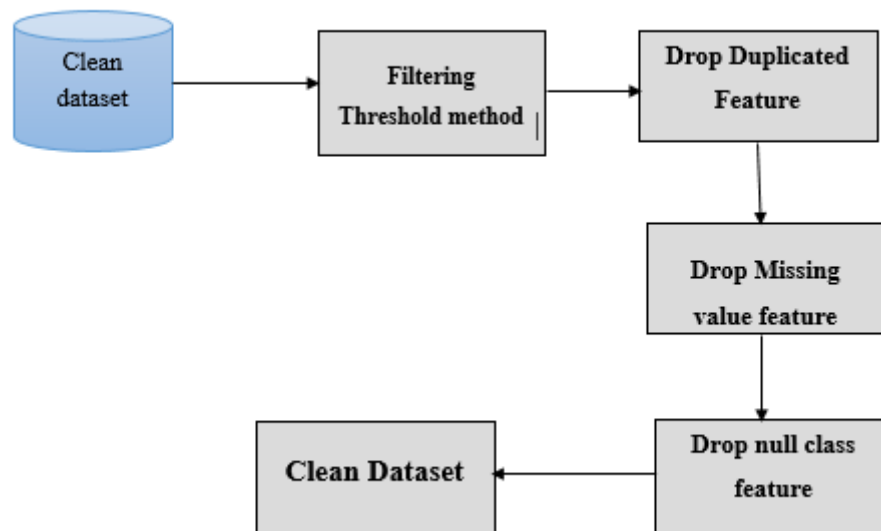 Clean
dataset
Filtering
Threshold method
Drop Duplicated
Feature
Drop Missing
value feature
Drop null class
feature
Clean Dataset